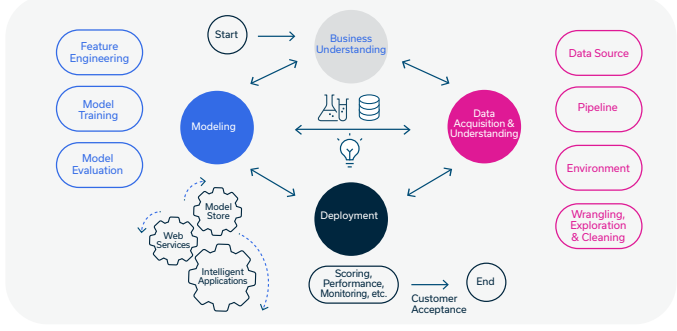 Start
Business
Understanding
Feature
Engineering
Model
Training
Model
Evaluation
Modeling
Data
Acquisition &
Understanding
Data Source
Pipeline
Environment
Wrangling,
Exploration
& Cleaning
Deployment
Model
Store
Web
Services
Intelligent
Applications
Scoring,
Performance,
Monitoring, etc.
Customer
Acceptance
End